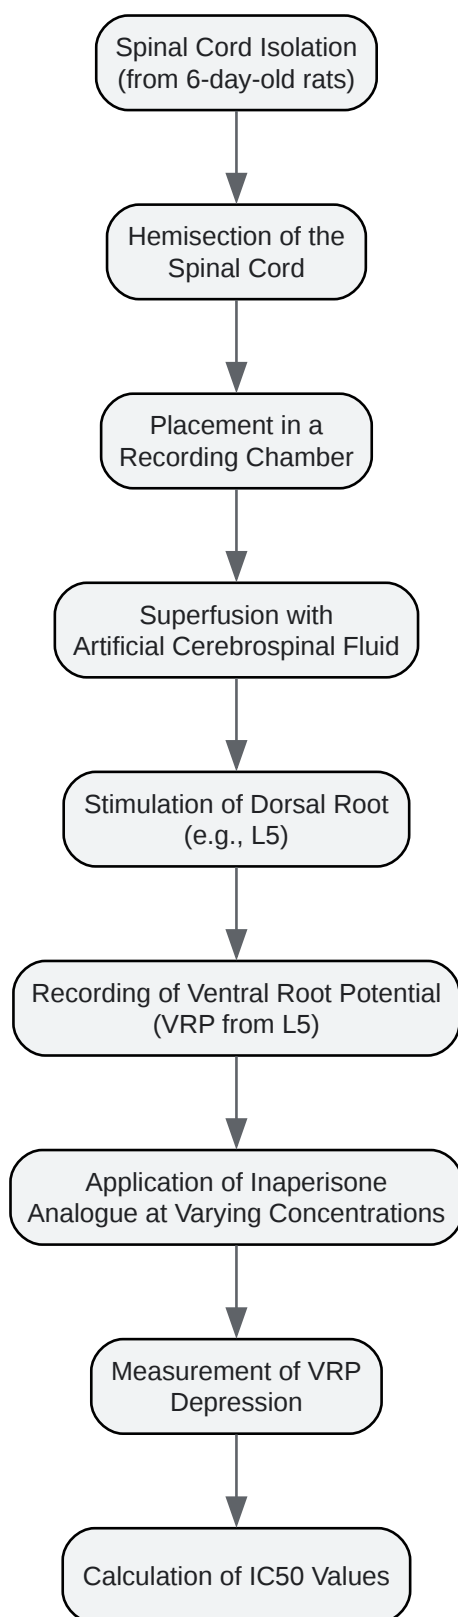 Spinal Cord Isolation
(from 6-day-old rats)
Hemisection of the
Spinal Cord
Placement in a
Recording Chamber
Superfusion with
Artificial Cerebrospinal Fluid
Stimulation of Dorsal Root
(e.g., L5)
Recording of Ventral Root Potential
(VRP from L5)
Application of Inaperisone
Analogue at Varying Concentrations
Measurement of VRP
Depression
Calculation of IC50 Values